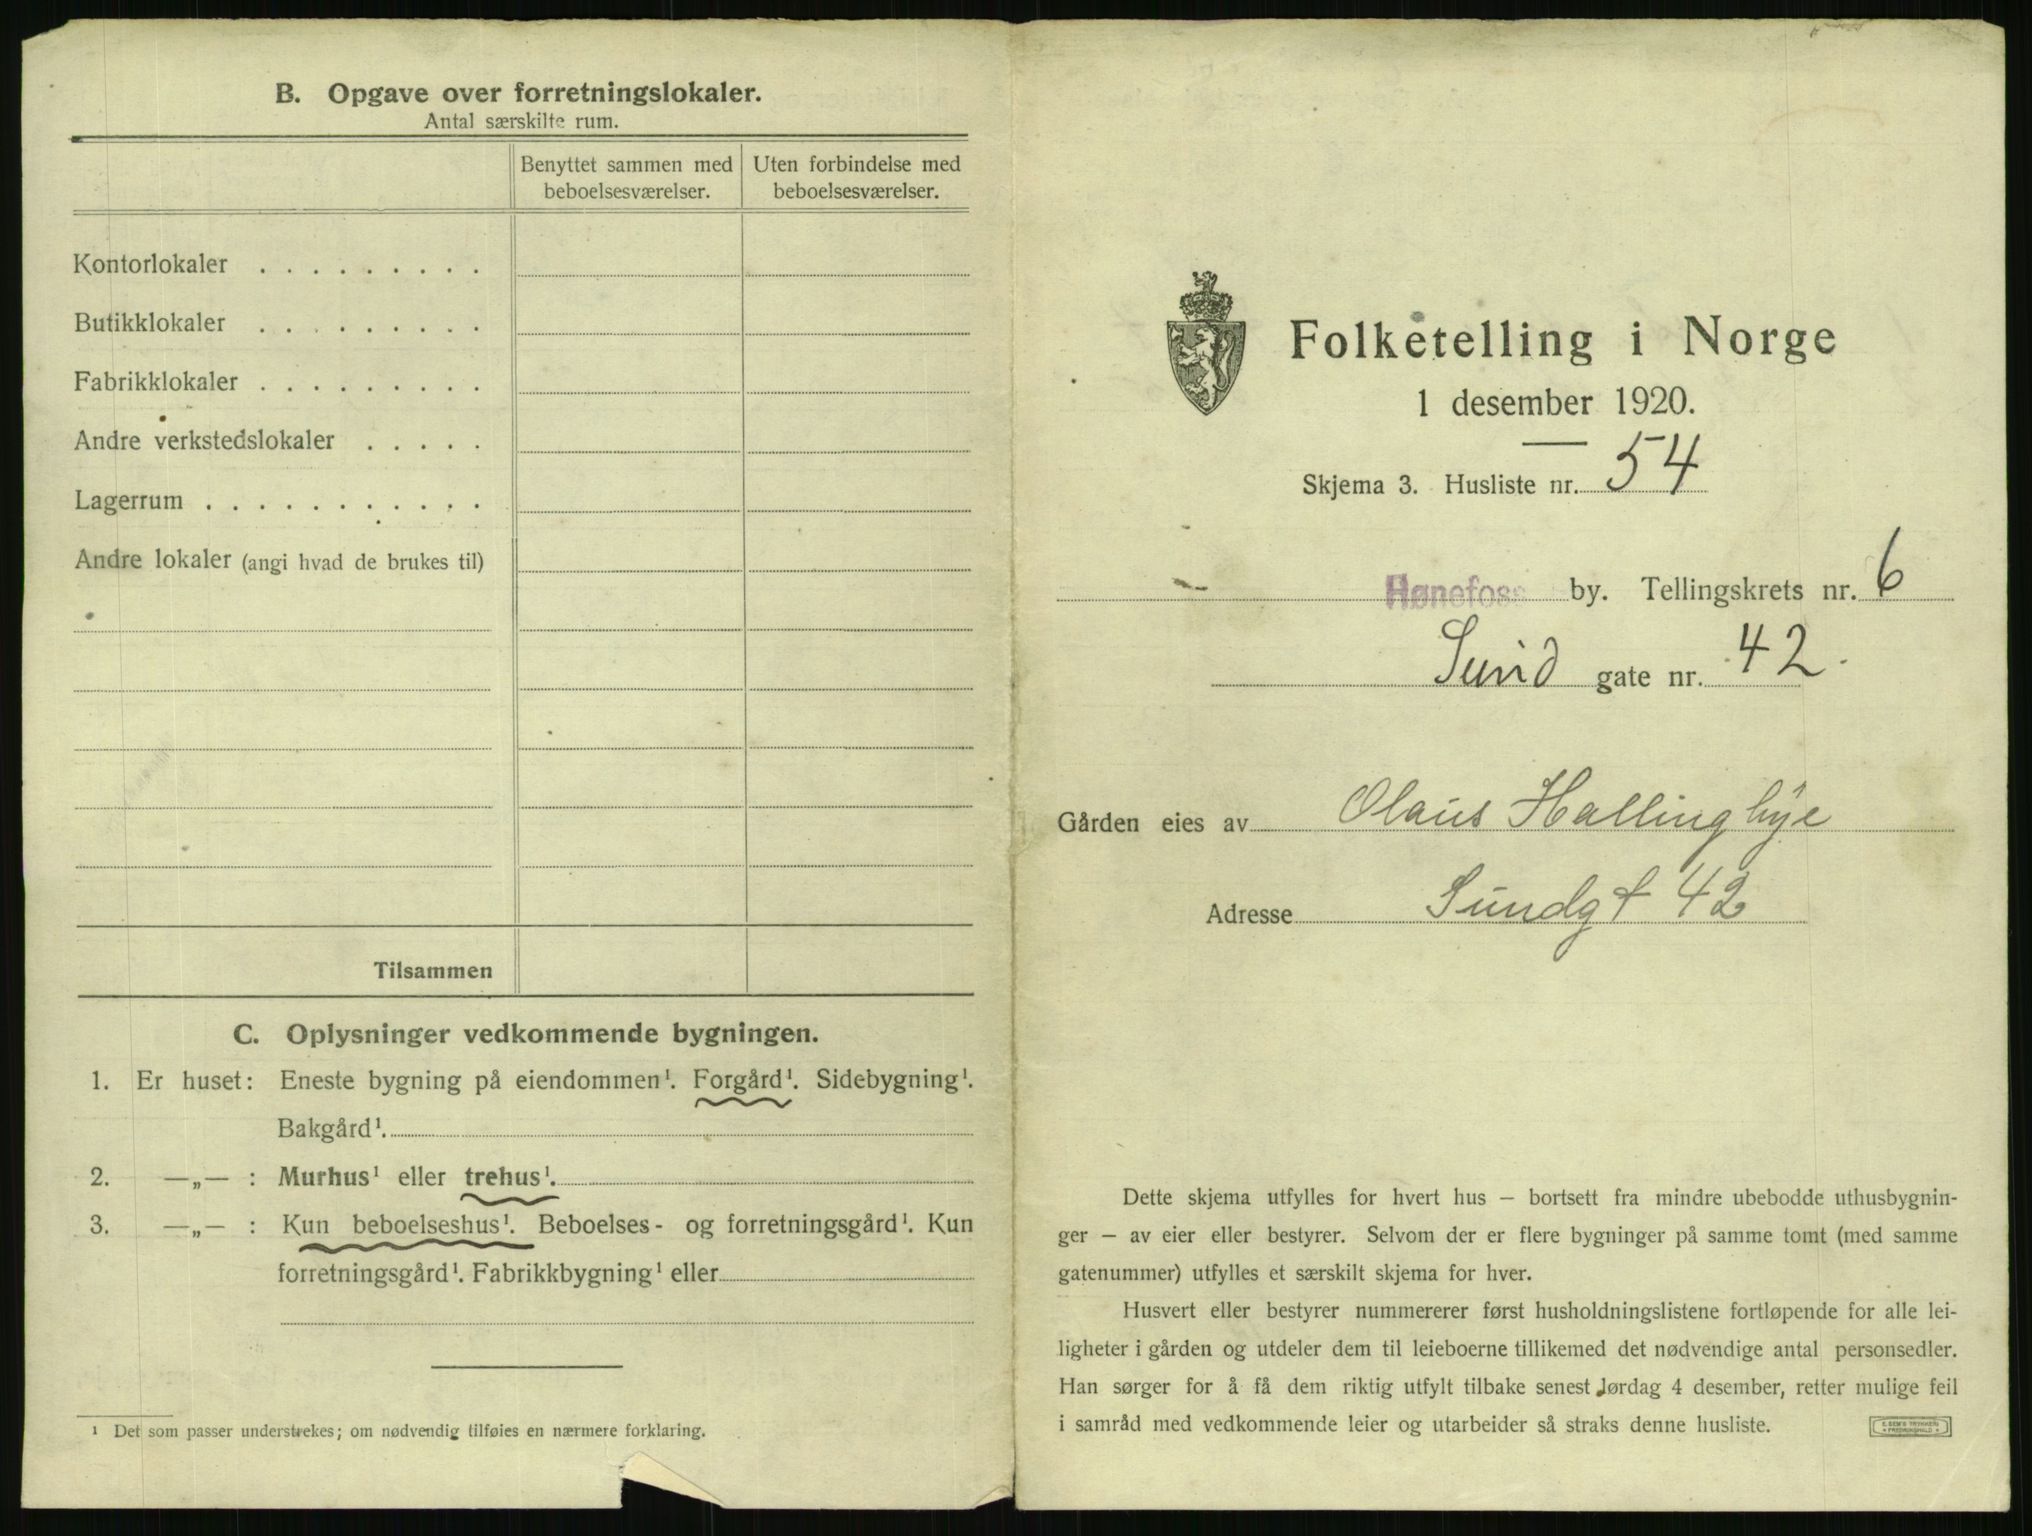 B. Opgave over forretningslokaler.
Antal særskilte rum.
Benyttet sammen med beboelsesværelser.
Uten forbindelse med beboelsesværelser.
Kontorlokaler . . . . . . . . .
Butikklokaler . . . . . . . . .
Fabrikklokaler . . . . . . . . .
Andre verkstedslokaler . . . . .
Lagerrum . . . . . . . . . . .
Andre lokaler (angi hvad de brukes til)
Tilsammen
C. Oplysninger vedkommende bygningen.
1. Er huset: Eneste bygning på eiendommen¹. Forgård¹. Sidebygning¹.
Bakgård¹.
2. —„— : Murhus¹ eller trehus¹.
3. —„— : Kun beboelseshus¹. Beboelses- og forretningsgård¹. Kun
forretningsgård¹. Fabrikkbygning¹ eller
¹ Det som passer understrekes; om nødvendig tilføies en nærmere forklaring.
Folketelling i Norge
1 desember 1920.
Skjema 3. Husliste nr. 54
Hønefoss by. Tellingskrets nr. 6
Sund gate nr. 42.
Gården eies av Olaus Hallingbye
Adresse Sundgt 42
Dette skjema utfylles for hvert hus — bortsett fra mindre ubebodde uthusbygnin-
ger — av eier eller bestyrer. Selvom der er flere bygninger på samme tomt (med samme
gatenummer) utfylles et særskilt skjema for hver.
Husvert eller bestyrer nummererer først husholdningslistene fortløpende for alle lei-
ligheter i gården og utdeler dem til leieboerne tillikemed det nødvendige antal personsedler.
Han sørger for å få dem riktig utfylt tilbake senest lørdag 4 desember, retter mulige feil
i samråd med vedkommende leier og utarbeider så straks denne husliste.
E. SEM'S TRYKKERI
FREDRIKSHALD